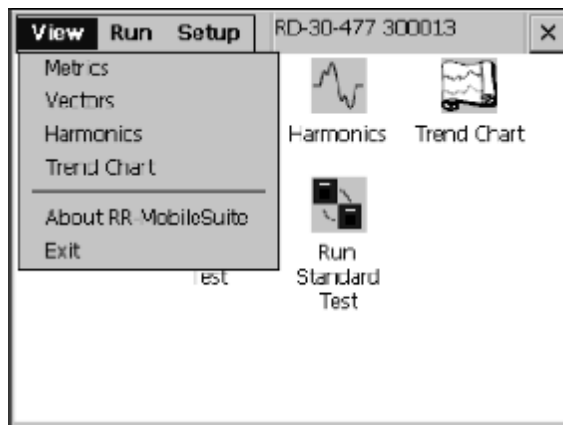 View Run Setup RD-30-477 300013
Metrics
Vectors
Harmonics
Trend Chart
About RR-MobileSuite
Exit
Harmonics Trend Chart
Test
Run
Standard
Test